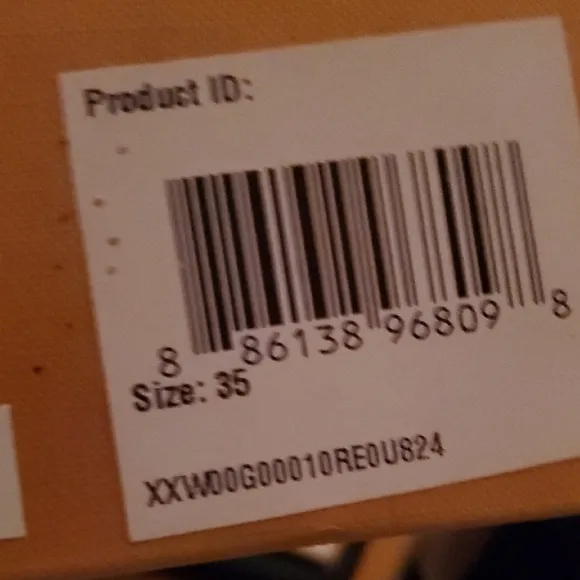 Product ID:
8 86138 96809 8
Size: 35
XXW00G00010RE0U824